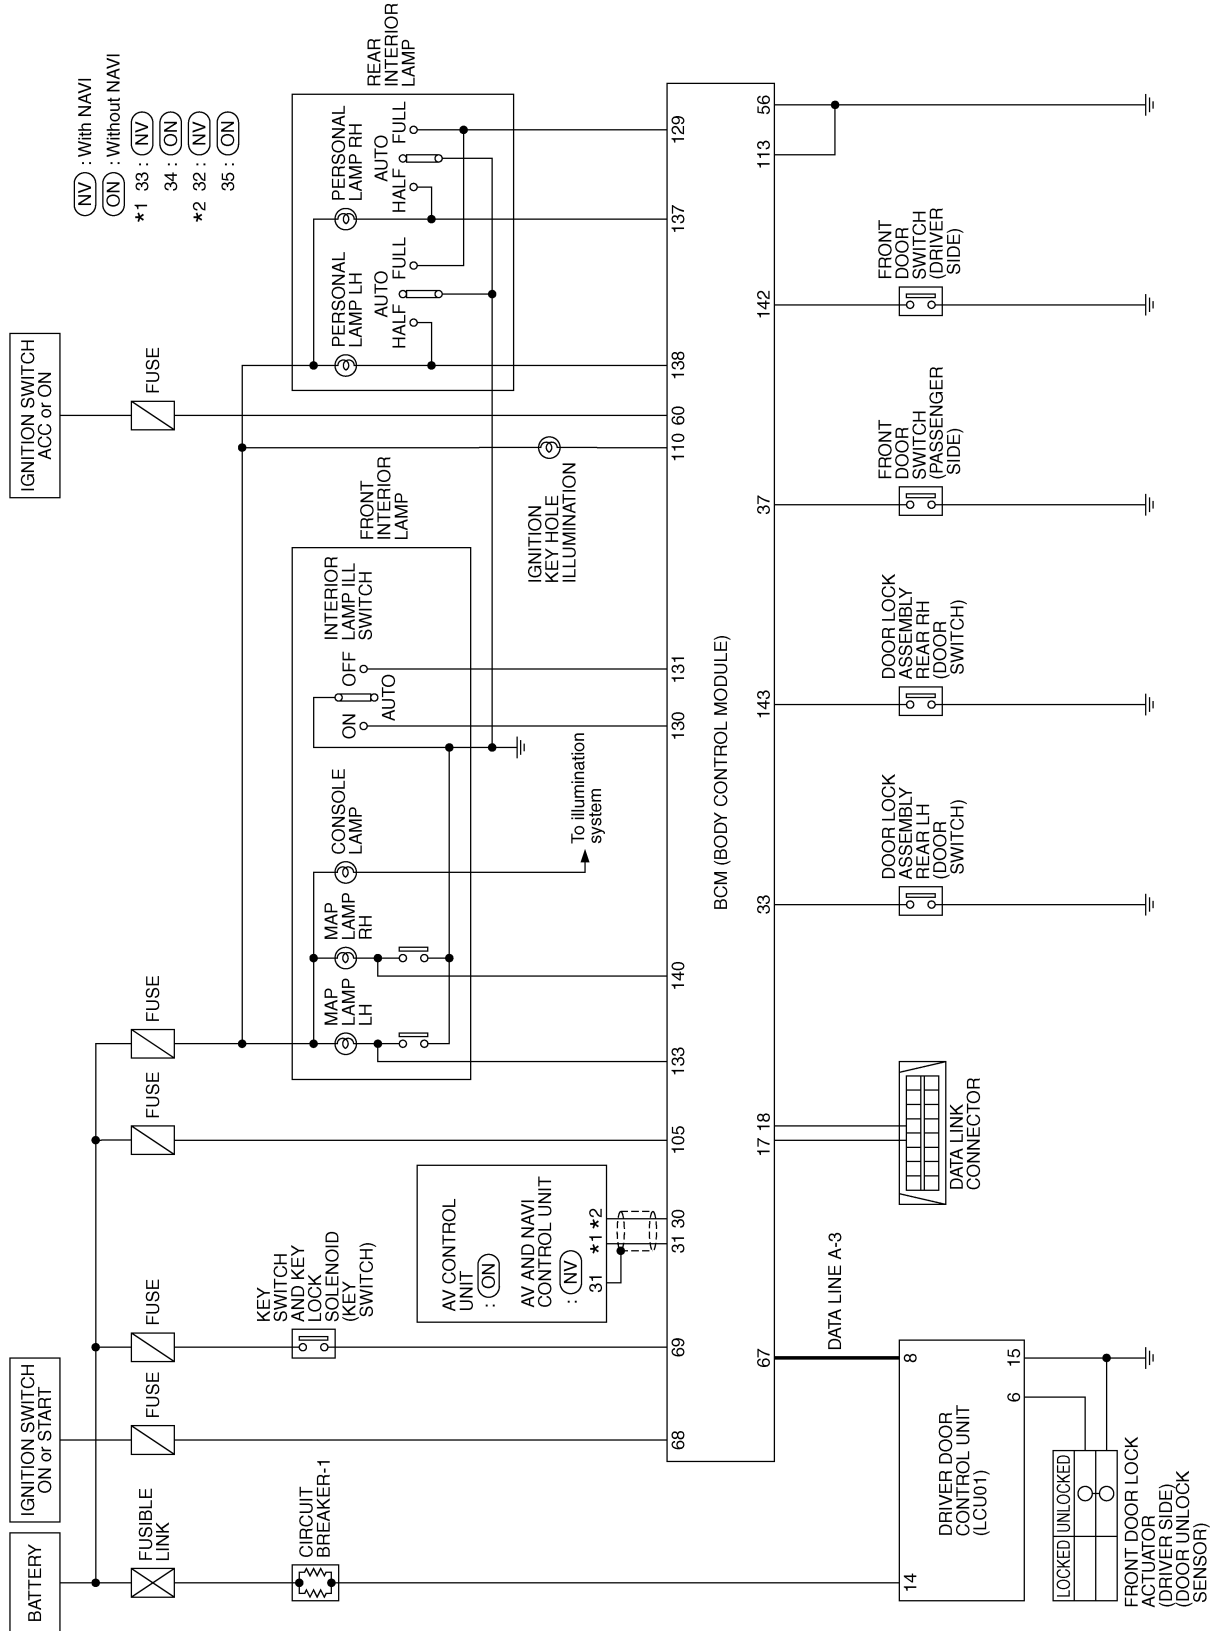 BATTERY
IGNITION SWITCH
ON or START
IGNITION SWITCH
ACC or ON
NV : With NAVI
ON : Without NAVI
*1 33 : NV
34 : ON
*2 32 : NV
35 : ON
FUSIBLE
LINK
FUSE
FUSE
FUSE
FUSE
FUSE
CIRCUIT
BREAKER-1
KEY
SWITCH
AND KEY
LOCK
SOLENOID
(KEY
SWITCH)
AV CONTROL
UNIT
: ON
AV AND NAVI
CONTROL UNIT
: NV
31 *1 *2
MAP
LAMP
LH
MAP
LAMP
RH
CONSOLE
LAMP
To illumination
system
INTERIOR
LAMP ILL
SWITCH
ON
AUTO
OFF
FRONT
INTERIOR
LAMP
IGNITION
KEY HOLE
ILLUMINATION
PERSONAL
LAMP LH
HALF
AUTO
FULL
PERSONAL
LAMP RH
HALF
AUTO
FULL
REAR
INTERIOR
LAMP
68 69 31 30 105 133 140 130 131 110 60 138 137 129
BCM (BODY CONTROL MODULE)
67 17 18 33 143 37 142 113 56
DATA LINE A-3
14 8
DRIVER DOOR
CONTROL UNIT
(LCU01)
6 15
LOCKED UNLOCKED
FRONT DOOR LOCK
ACTUATOR
(DRIVER SIDE)
(DOOR UNLOCK
SENSOR)
DATA LINK
CONNECTOR
DOOR LOCK
ASSEMBLY
REAR LH
(DOOR
SWITCH)
DOOR LOCK
ASSEMBLY
REAR RH
(DOOR
SWITCH)
FRONT
DOOR
SWITCH
(PASSENGER
SIDE)
FRONT
DOOR
SWITCH
(DRIVER
SIDE)